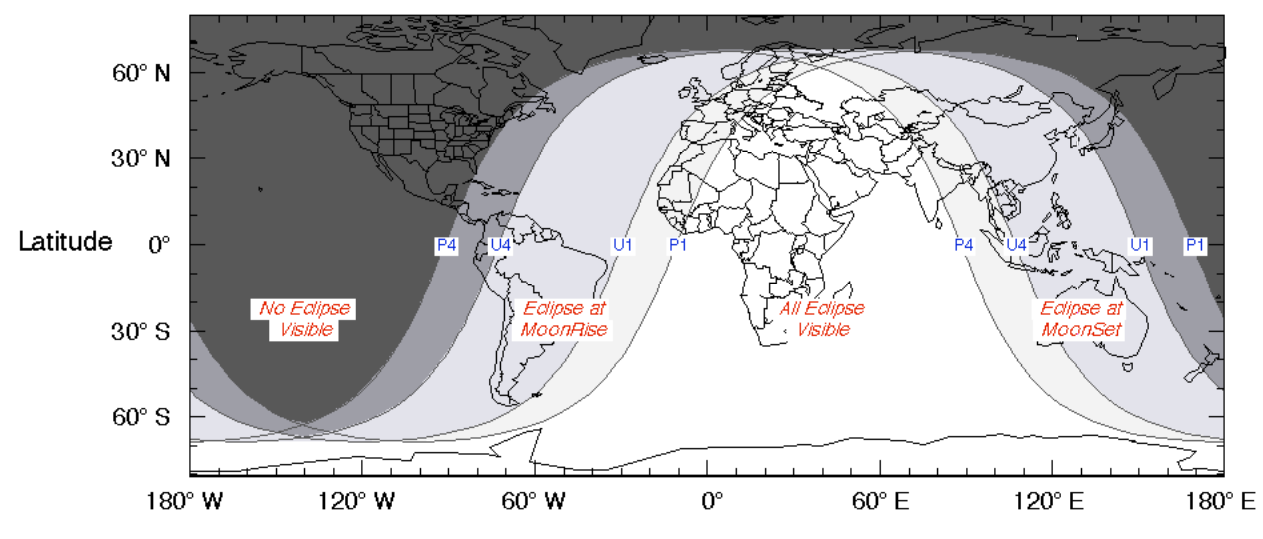 60° N
30° N
Latitude
0°
P4
U4
U1
P1
P4
U4
U1
P1
No Eclipse
Visible
Eclipse at
MoonRise
All Eclipse
Visible
Eclipse at
MoonSet
30° S
60° S
180° W
120° W
60° W
0°
60° E
120° E
180° E